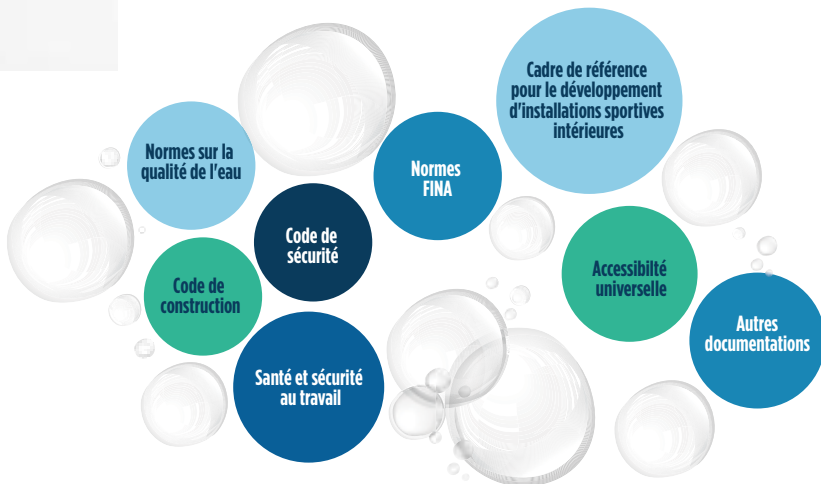 Cadre de référence
pour le développement
d'installations sportives
intérieures
Normes sur la
qualité de l'eau
Normes
FINA
Code de
sécurité
Code de
construction
Accessibilté
universelle
Autres
documentations
Santé et sécurité
au travail